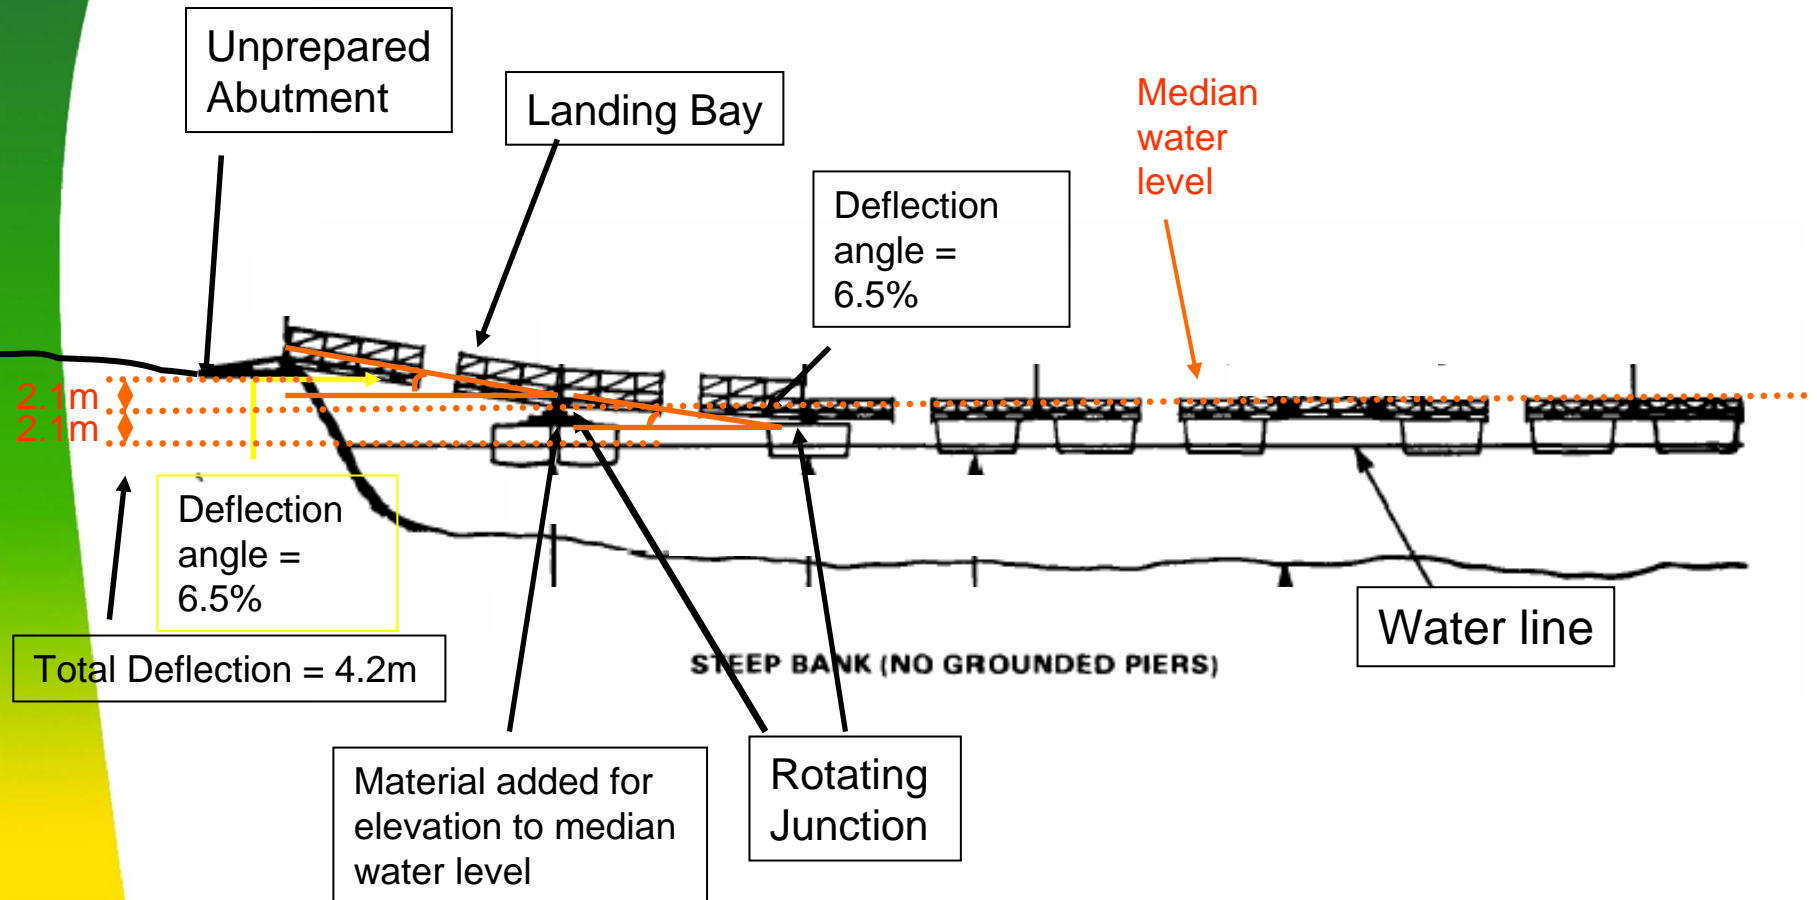 Unprepared
Abutment
Landing Bay
Median
water
level
Deflection
angle =
6.5%
2.1m
2.1m
Deflection
angle =
6.5%
Total Deflection = 4.2m
Water line
STEEP BANK (NO GROUNDED PIERS)
Material added for
elevation to median
water level
Rotating
Junction